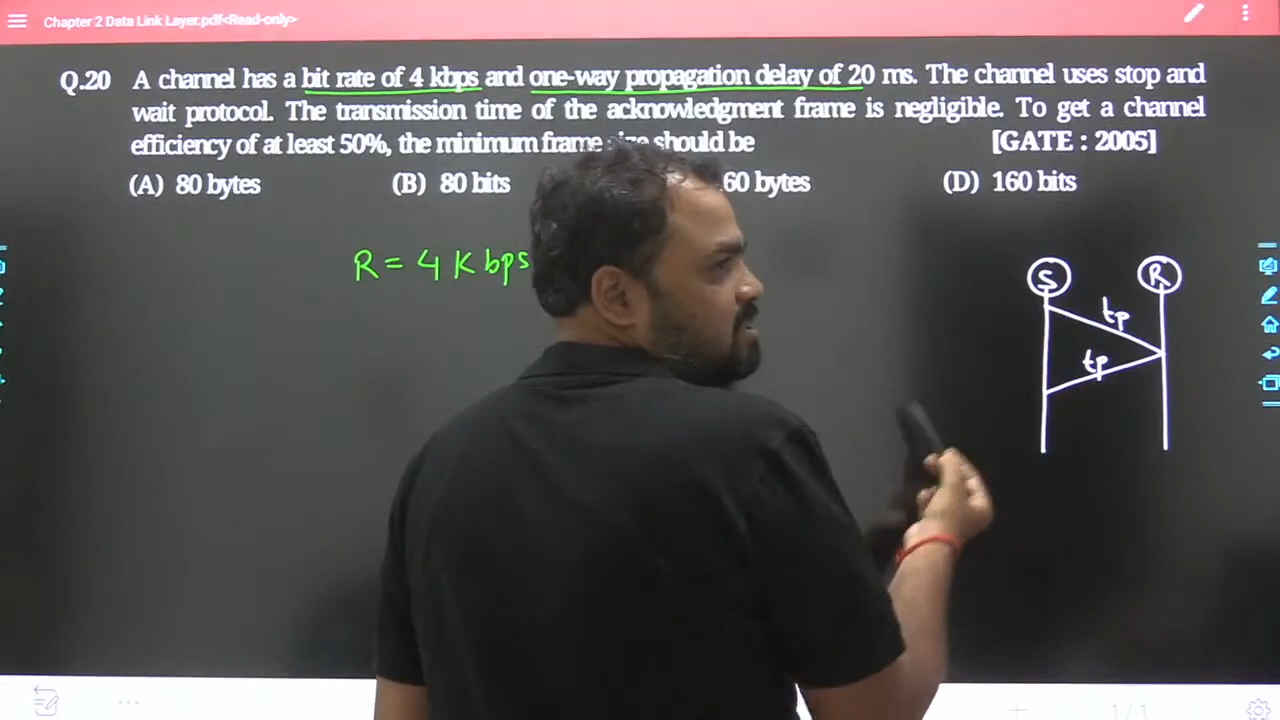 Chapter 2 Data Link Layer.pdf<Read-only>
Q.20 A channel has a bit rate of 4 kbps and one-way propagation delay of 20 ms. The channel uses stop and
wait protocol. The transmission time of the acknowledgment frame is negligible. To get a channel
efficiency of at least 50%, the minimum frame should be [GATE : 2005]
(A) 80 bytes (B) 80 bits 60 bytes (D) 160 bits
R = 4 K bps
S R
tp
tp
1/1